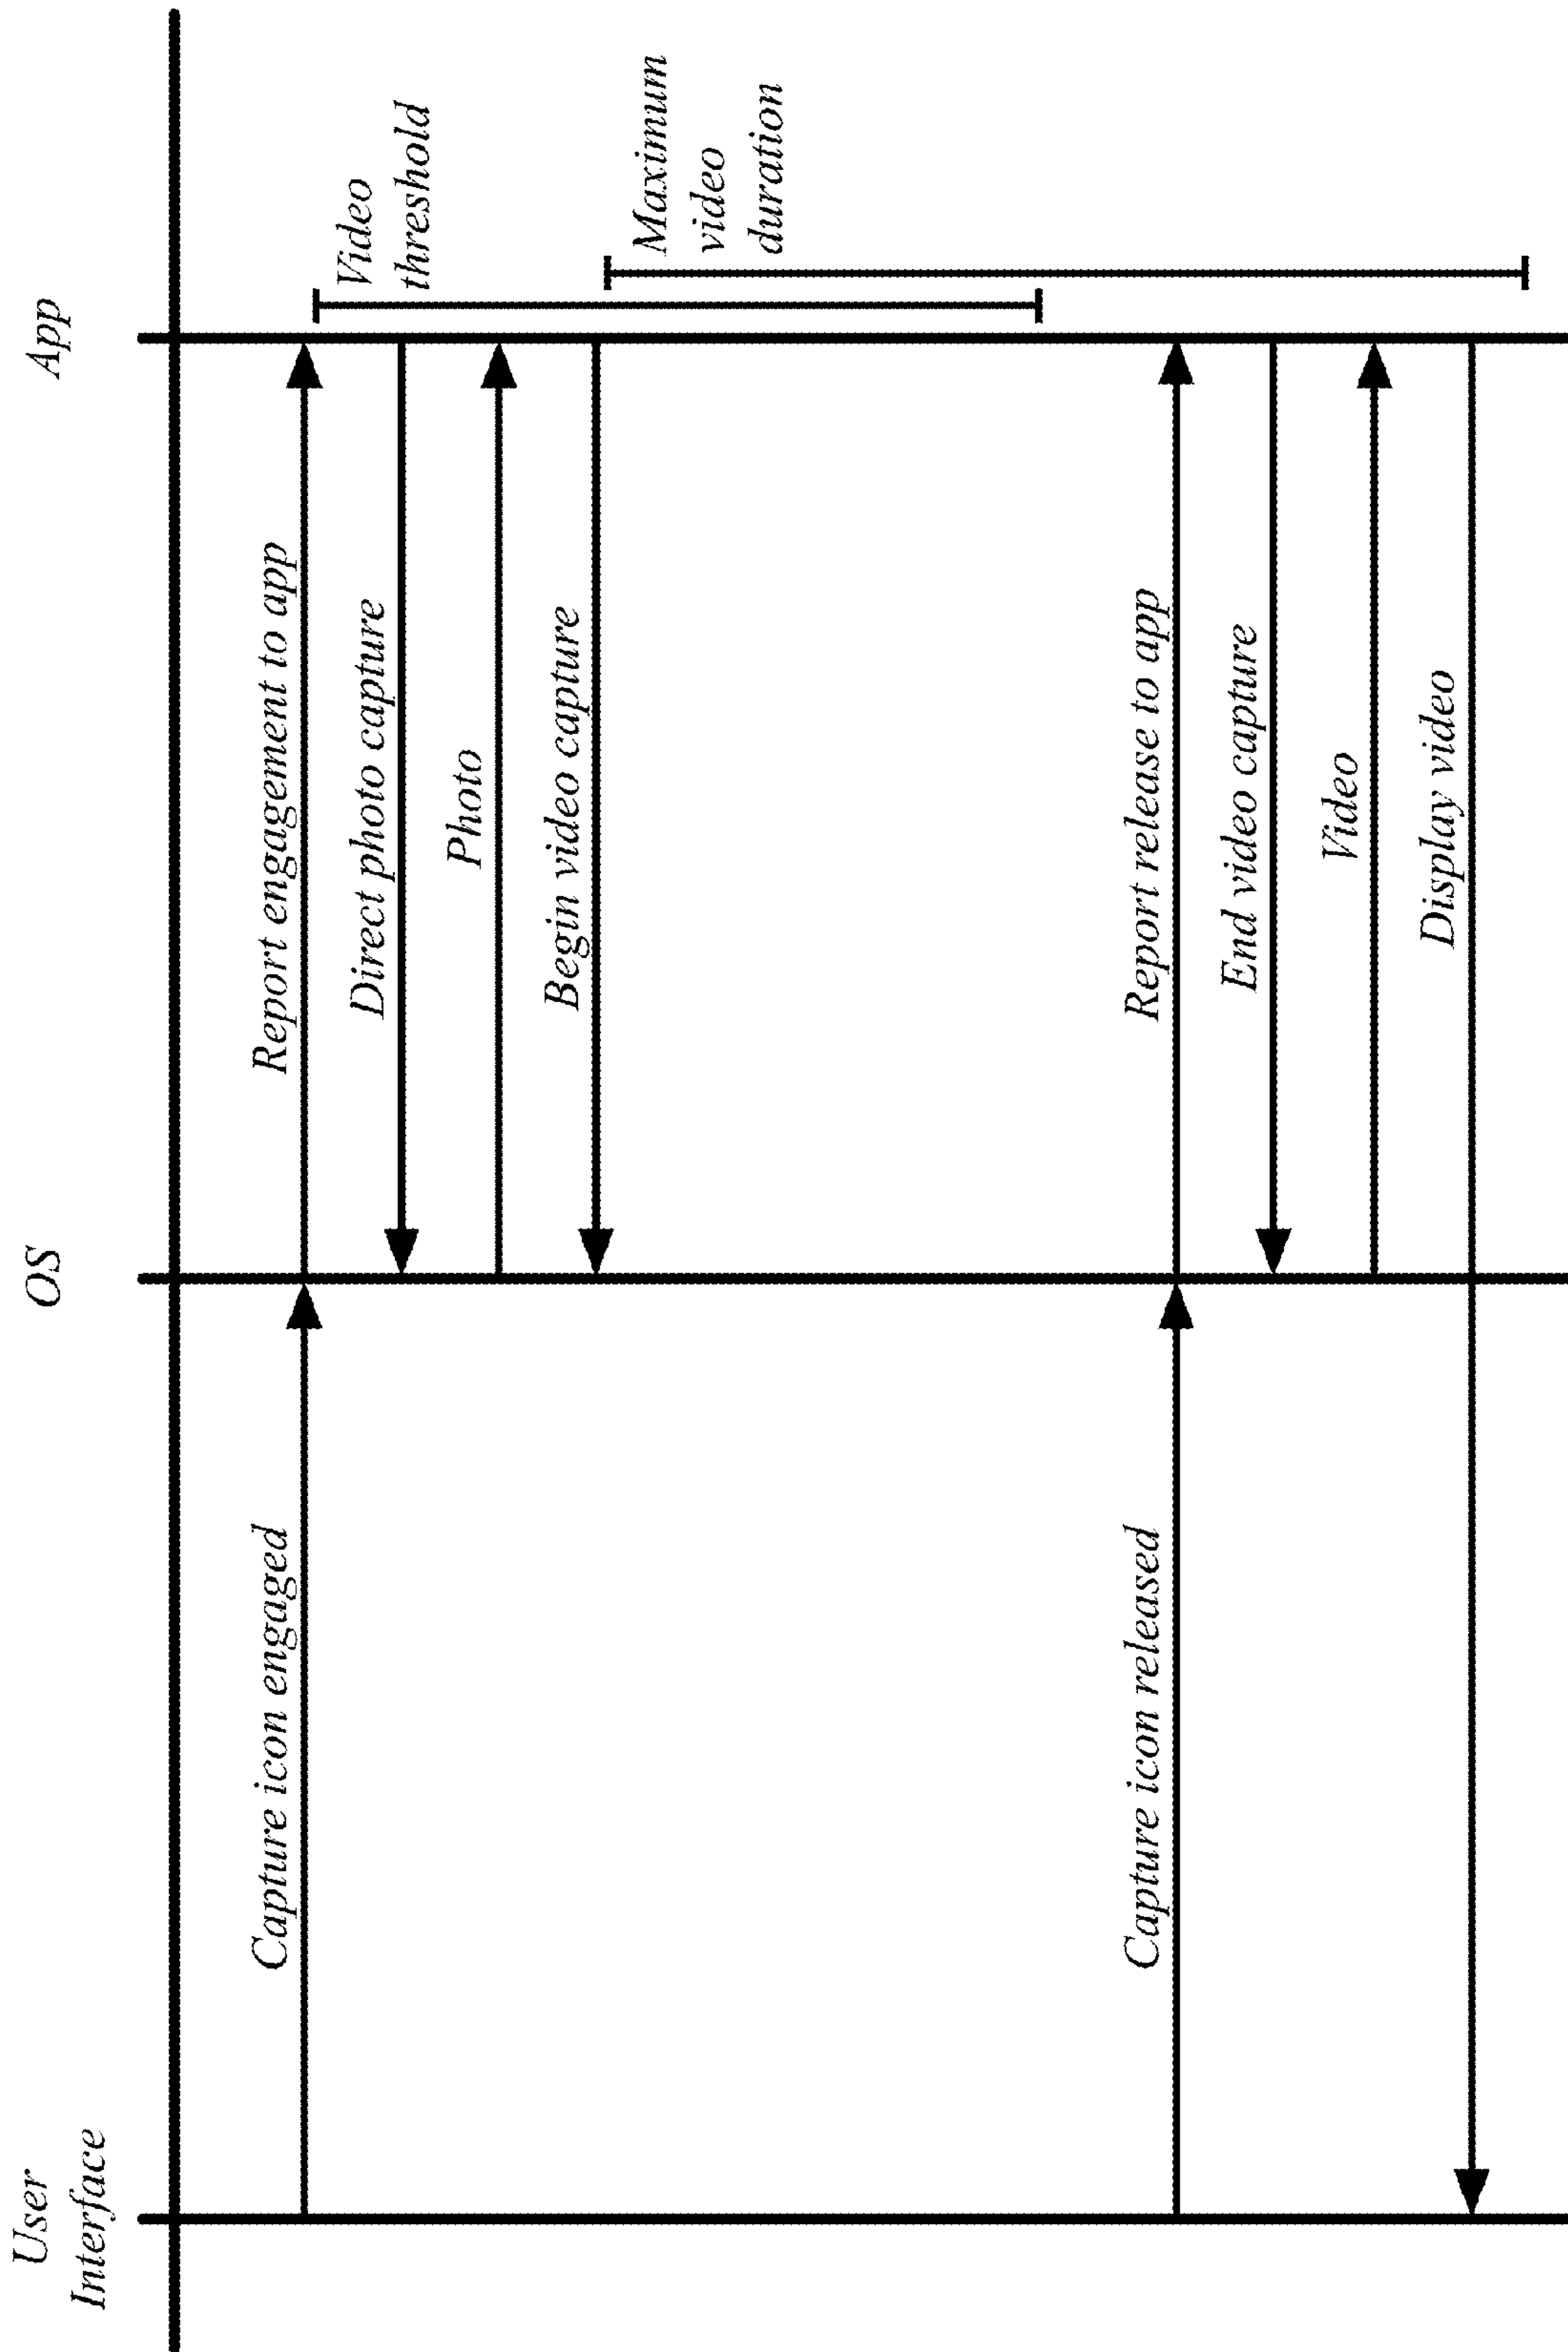 User
Interface
OS
App
Capture icon engaged
Report engagement to app
Video
threshold
Direct photo capture
Photo
Begin video capture
Maximum
video
duration
Capture icon released
Report release to app
End video capture
Video
Display video